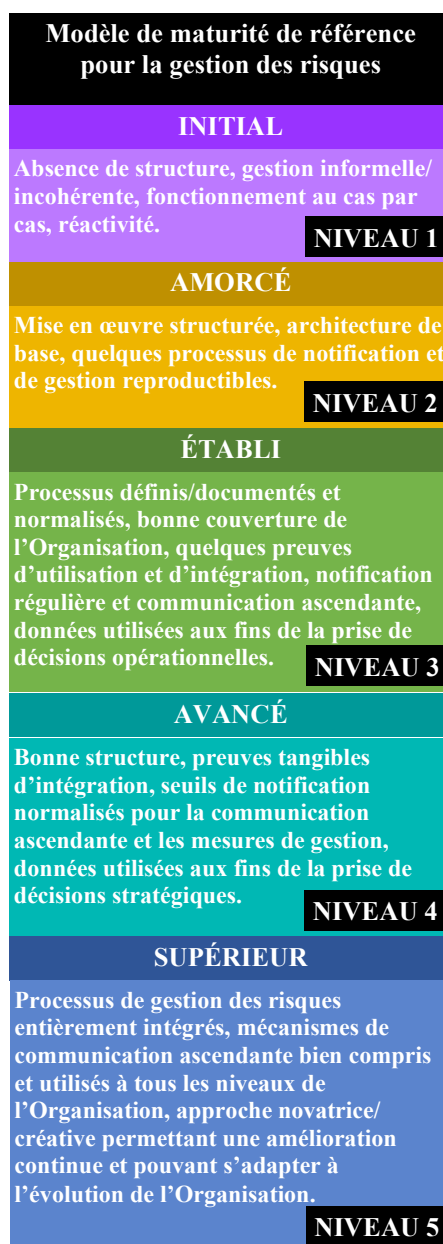 Modèle de maturité de référence
pour la gestion des risques
INITIAL
Absence de structure, gestion informelle/
incohérente, fonctionnement au cas par
cas, réactivité.
NIVEAU 1
AMORCÉ
Mise en œuvre structurée, architecture de
base, quelques processus de notification et
de gestion reproductibles.
NIVEAU 2
ÉTABLI
Processus définis/documentés et
normalisés, bonne couverture de
l’Organisation, quelques preuves
d’utilisation et d’intégration, notification
régulière et communication ascendante,
données utilisées aux fins de la prise de
décisions opérationnelles.
NIVEAU 3
AVANCÉ
Bonne structure, preuves tangibles
d’intégration, seuils de notification
normalisés pour la communication
ascendante et les mesures de gestion,
données utilisées aux fins de la prise de
décisions stratégiques.
NIVEAU 4
SUPÉRIEUR
Processus de gestion des risques
entièrement intégrés, mécanismes de
communication ascendante bien compris
et utilisés à tous les niveaux de
l’Organisation, approche novatrice/
créative permettant une amélioration
continue et pouvant s’adapter à
l’évolution de l’Organisation.
NIVEAU 5